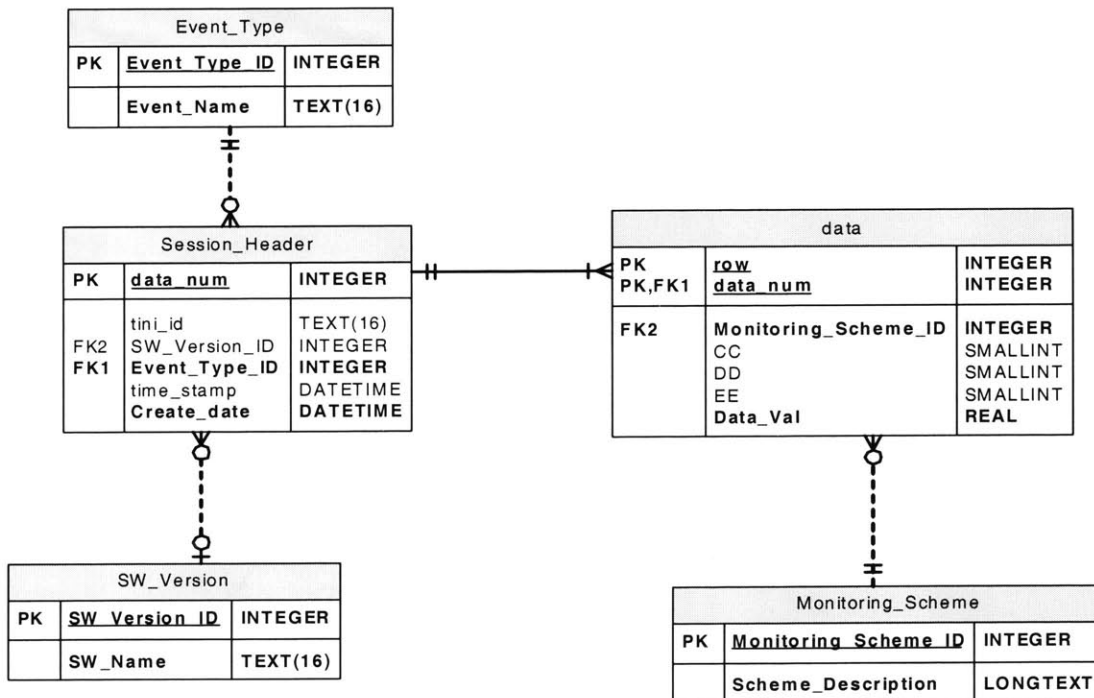 Event_Type
PK Event_Type_ID INTEGER
Event_Name TEXT(16)
Session_Header
PK data_num INTEGER
tini_id TEXT(16)
FK2 SW_Version_ID INTEGER
FK1 Event_Type_ID INTEGER
time_stamp DATETIME
Create_date DATETIME
data
PK row INTEGER
PK,FK1 data_num INTEGER
FK2 Monitoring_Scheme_ID INTEGER
CC SMALLINT
DD SMALLINT
EE SMALLINT
Data_Val REAL
SW_Version
PK SW_Version_ID INTEGER
SW_Name TEXT(16)
Monitoring_Scheme
PK Monitoring_Scheme_ID INTEGER
Scheme_Description LONGTEXT